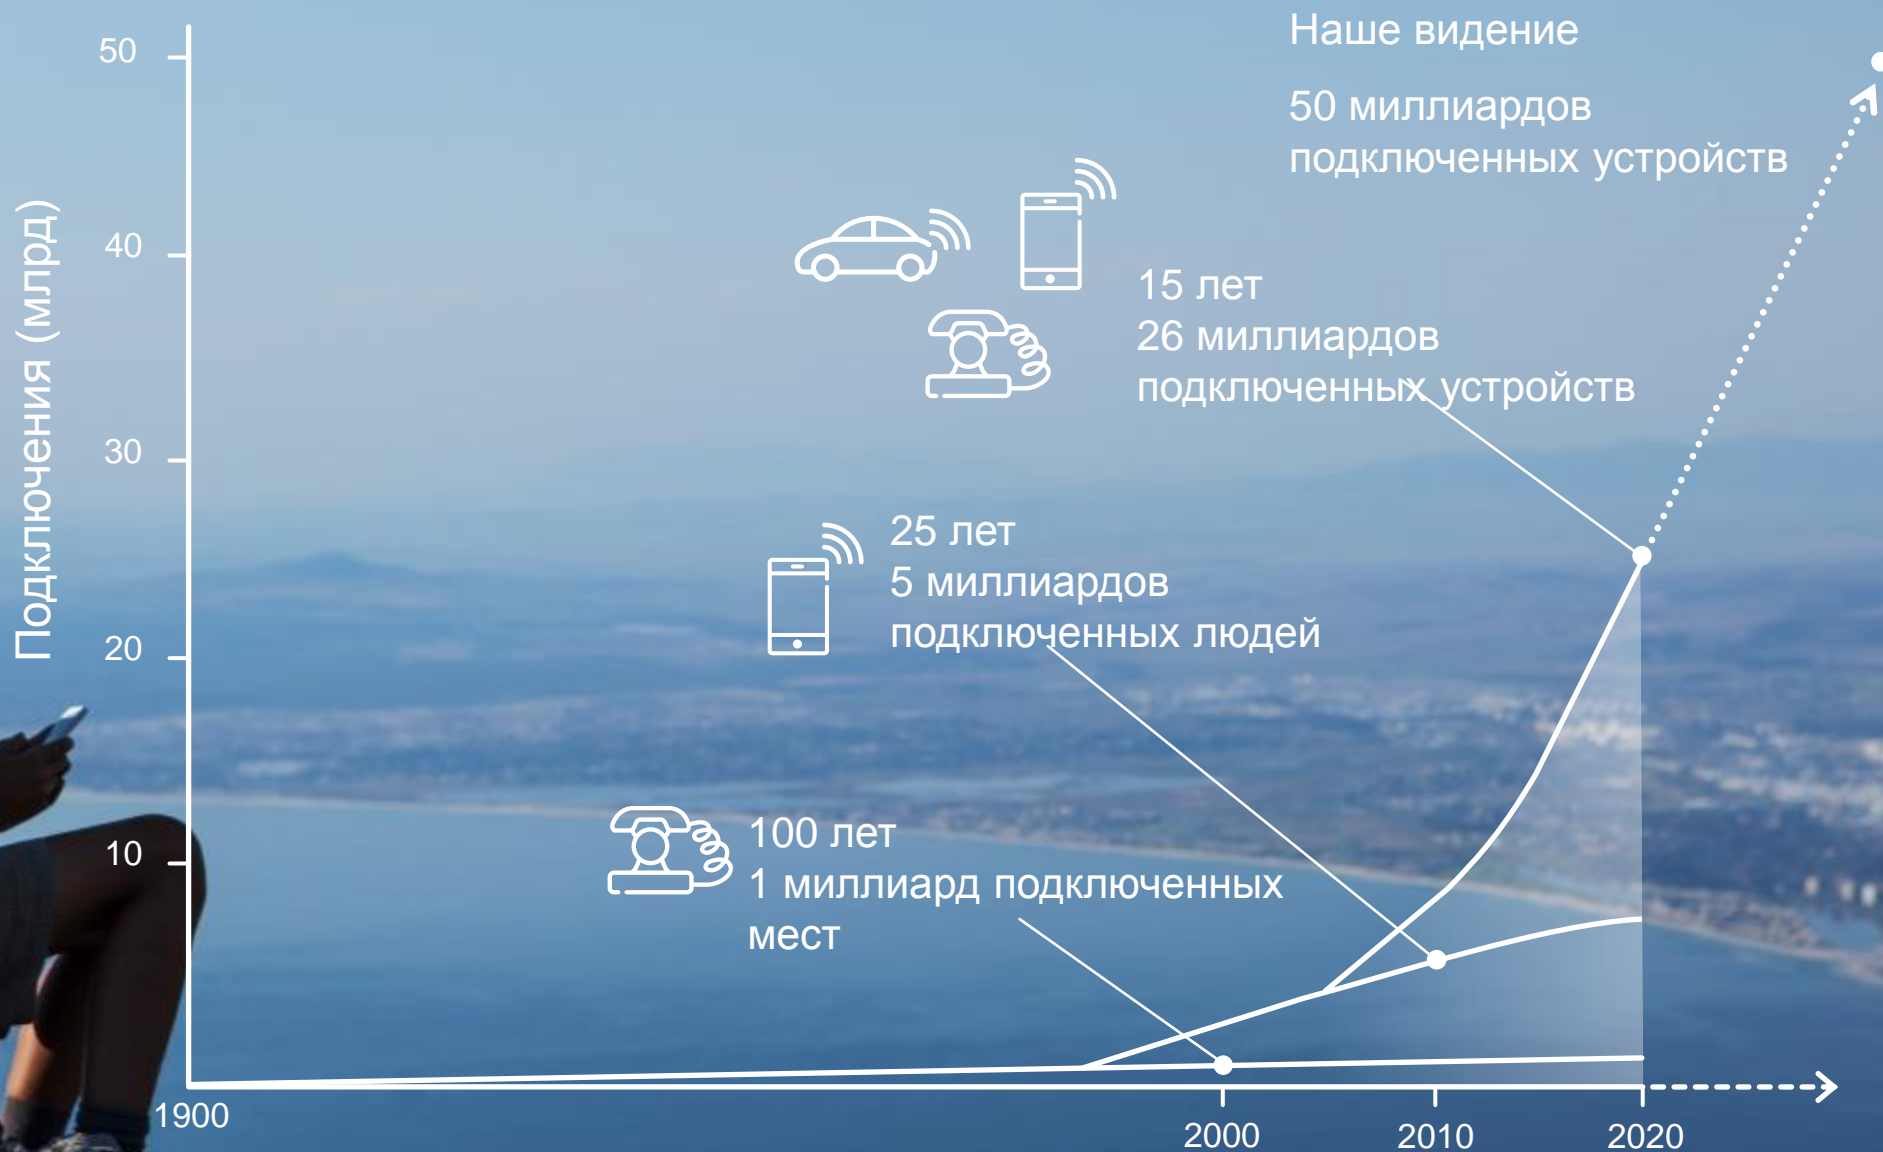 Наше видение
50 миллиардов
подключенных устройств
15 лет
26 миллиардов
подключенных устройств
25 лет
5 миллиардов
подключенных людей
100 лет
1 миллиард подключенных
мест
Подключения (млрд)
50
40
30
20
10
1900
2000
2010
2020